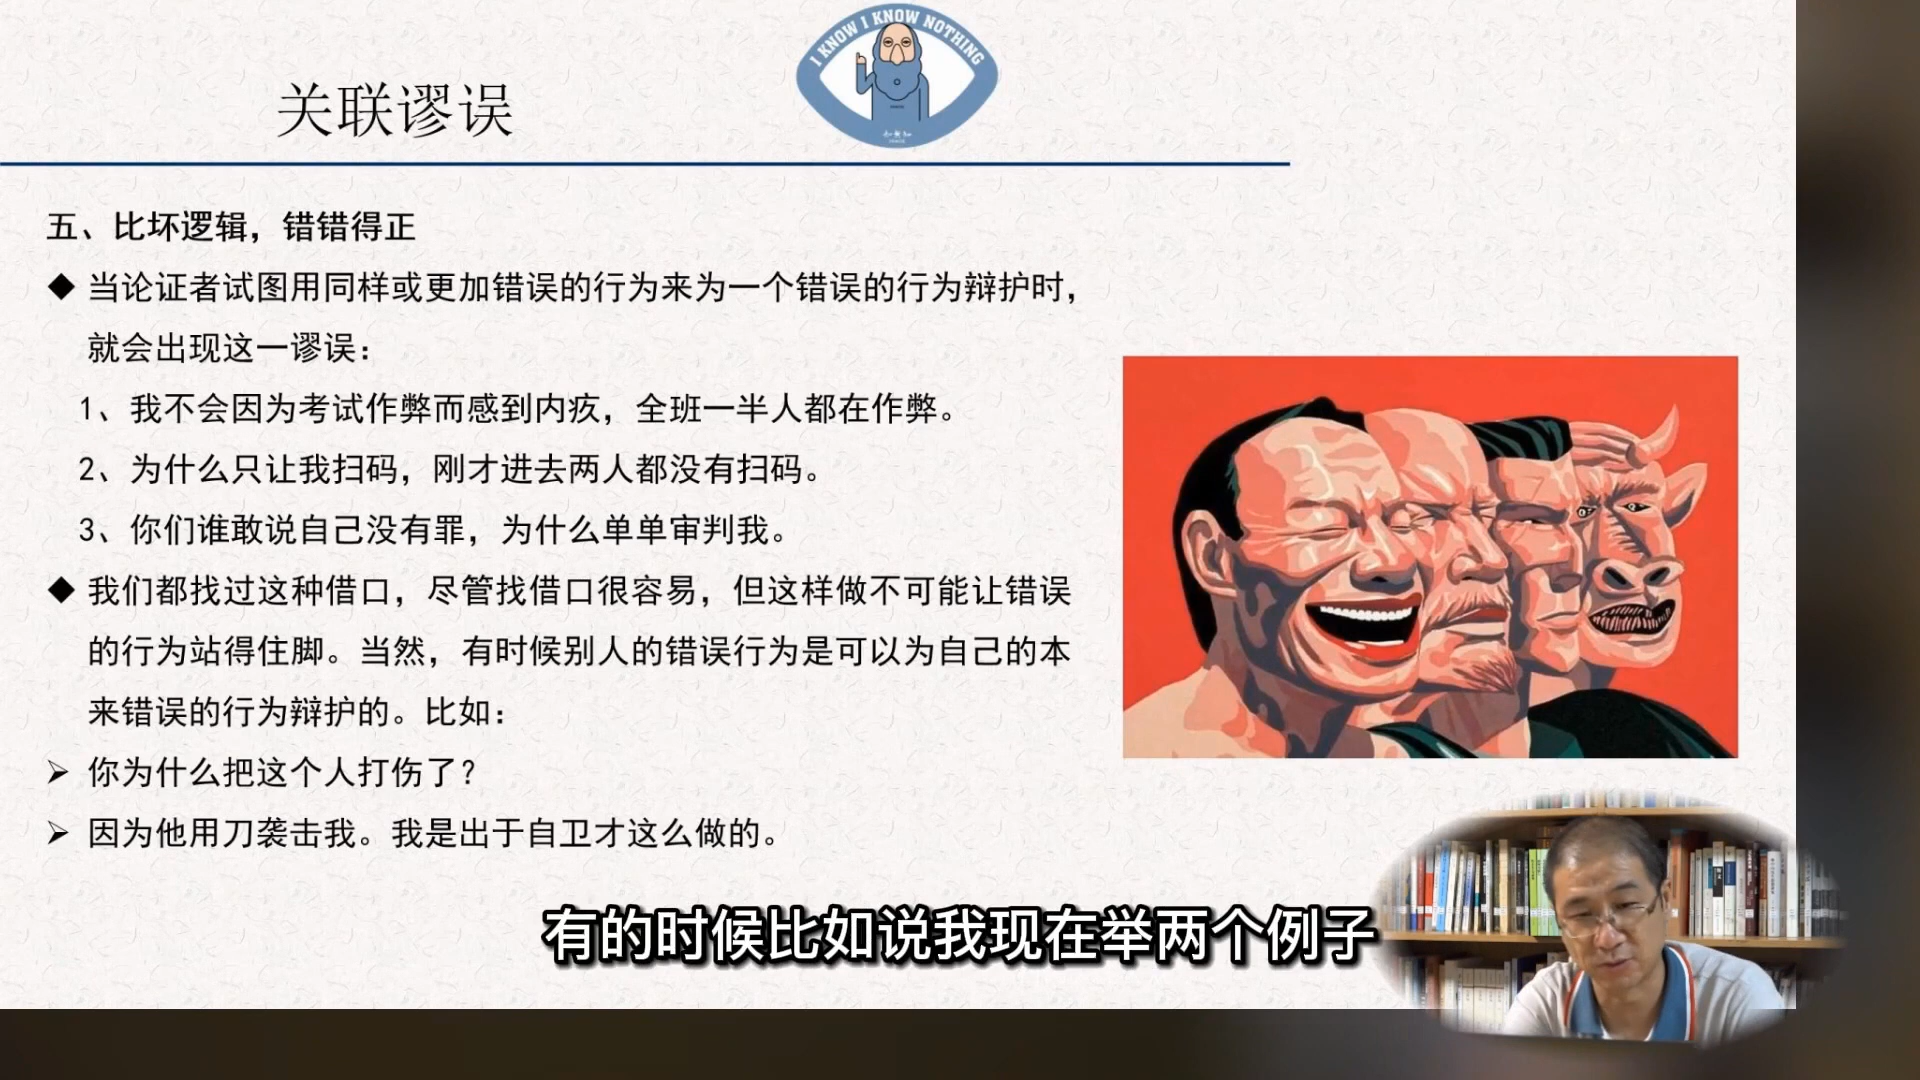 I KNOW I KNOW NOTHING
关联谬误
五、比坏逻辑，错错得正
◆ 当论证者试图用同样或更加错误的行为来为一个错误的行为辩护时，
就会出现这一谬误：
1、我不会因为考试作弊而感到内疚，全班一半人都在作弊。
2、为什么只让我扫码，刚才进去两人都没有扫码。
3、你们谁敢说自己没有罪，为什么单单审判我。
◆ 我们都找过这种借口，尽管找借口很容易，但这样做不可能让错误
的行为站得住脚。当然，有时候别人的错误行为是可以为自己的本
来错误的行为辩护的。比如：
➢ 你为什么把这个人打伤了？
➢ 因为他用刀袭击我。我是出于自卫才这么做的。
有的时候比如说我现在举两个例子